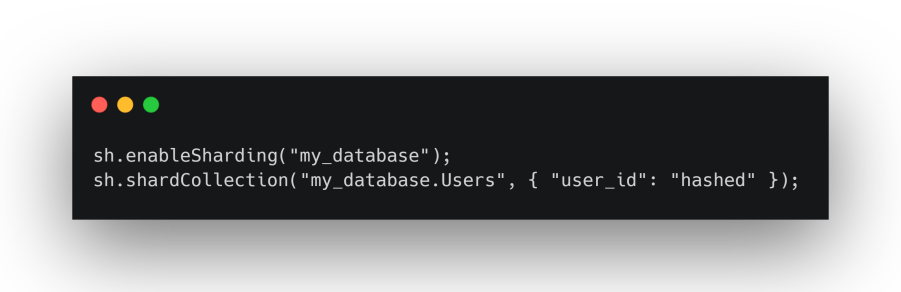 sh.enableSharding("my_database");
sh.shardCollection("my_database.Users", { "user_id": "hashed" });